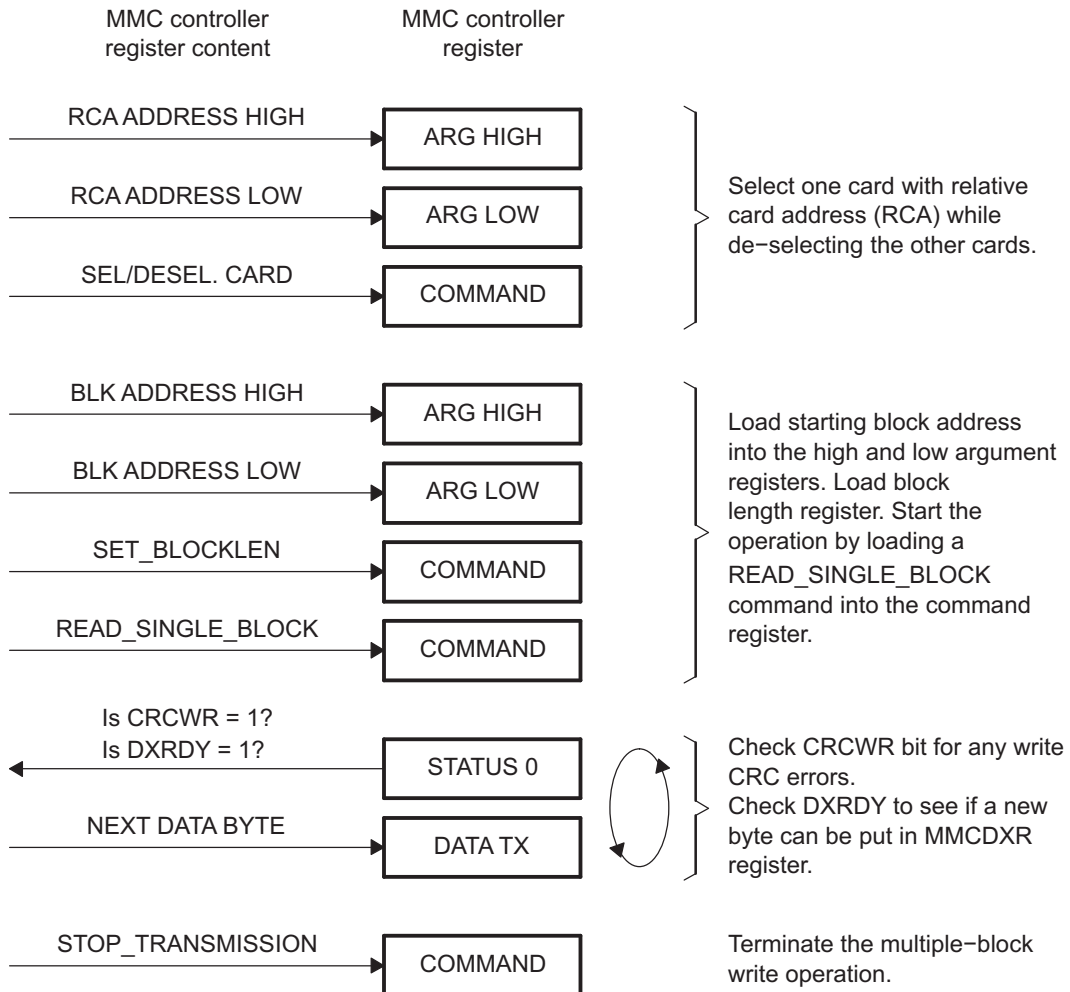 MMC controller
register content
MMC controller
register
RCA ADDRESS HIGH
ARG HIGH
RCA ADDRESS LOW
ARG LOW
SEL/DESEL. CARD
COMMAND
Select one card with relative
card address (RCA) while
de−selecting the other cards.
BLK ADDRESS HIGH
ARG HIGH
BLK ADDRESS LOW
ARG LOW
SET_BLOCKLEN
COMMAND
READ_SINGLE_BLOCK
COMMAND
Load starting block address
into the high and low argument
registers. Load block
length register. Start the
operation by loading a
READ_SINGLE_BLOCK
command into the command
register.
Is CRCWR = 1?
Is DXRDY = 1?
STATUS 0
NEXT DATA BYTE
DATA TX
Check CRCWR bit for any write
CRC errors.
Check DXRDY to see if a new
byte can be put in MMCDXR
register.
STOP_TRANSMISSION
COMMAND
Terminate the multiple−block
write operation.